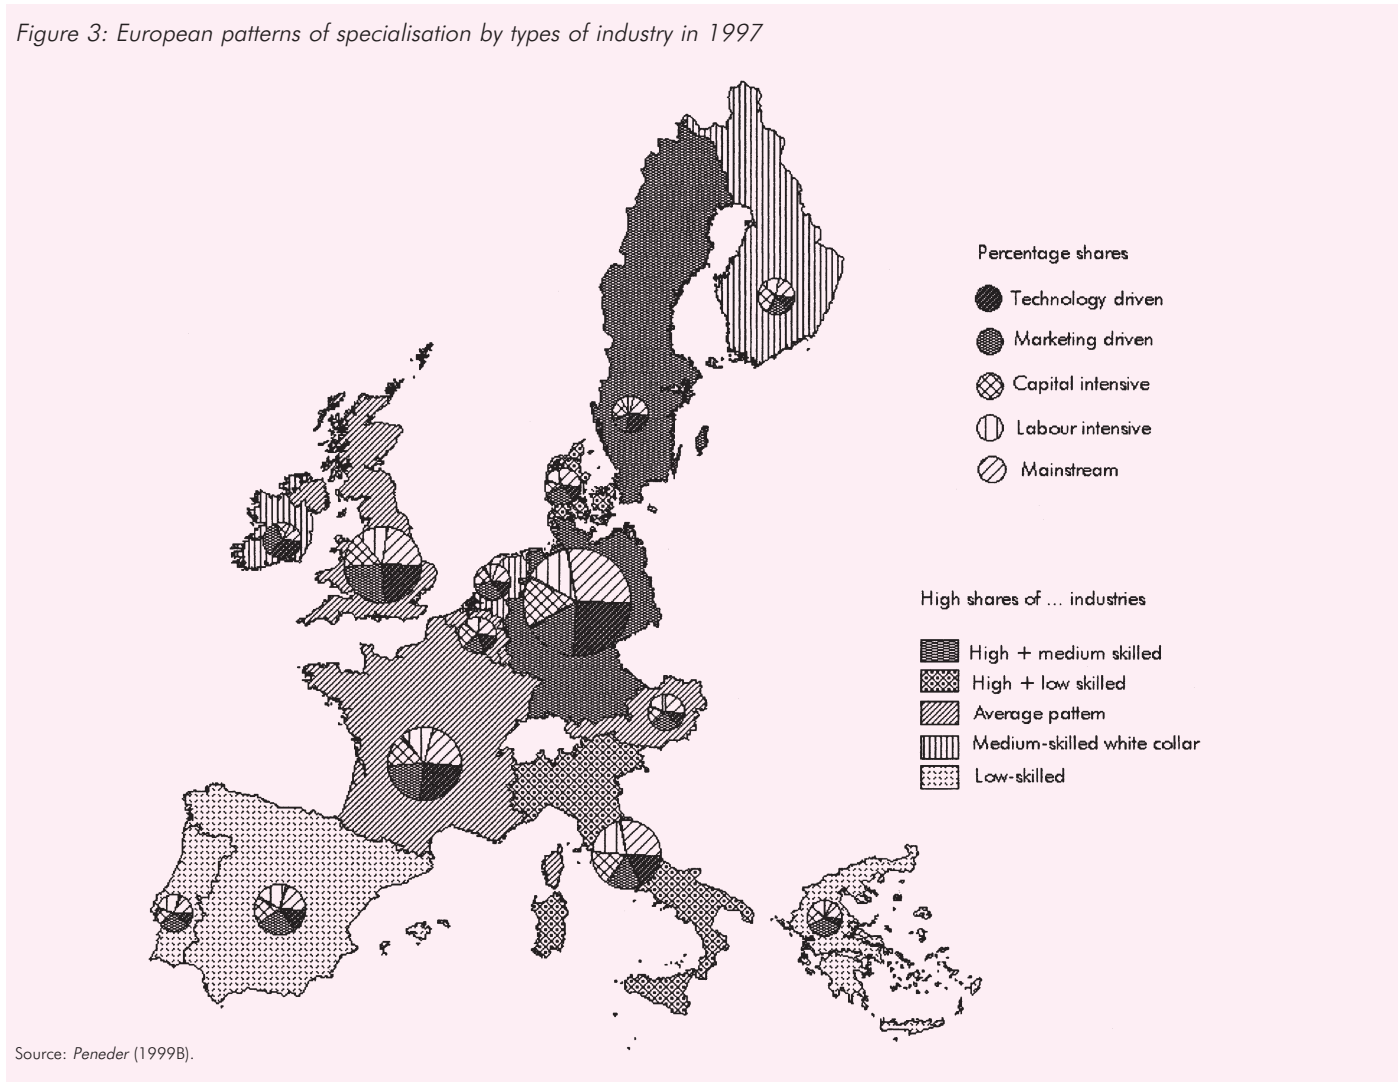 Figure 3: European patterns of specialisation by types of industry in 1997
Percentage shares
Technology driven
Marketing driven
Capital intensive
Labour intensive
Mainstream
High shares of ... industries
High + medium skilled
High + low skilled
Average pattern
Medium-skilled white collar
Low-skilled
Source: Peneder (1999B).